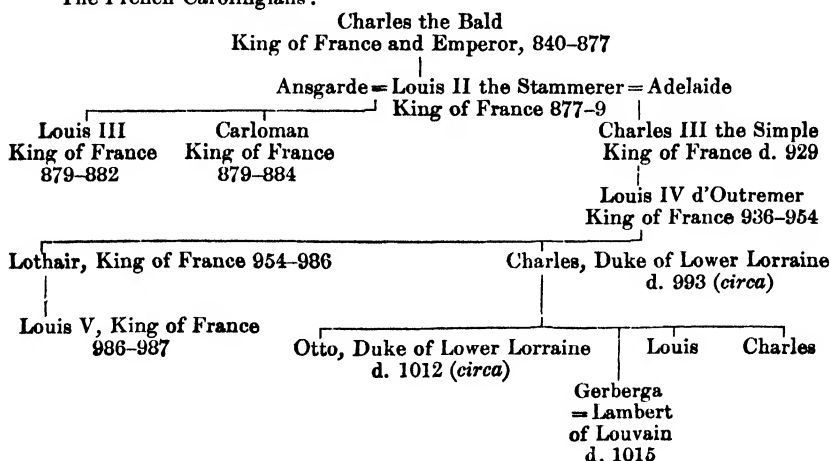 The French Carolingians:
Charles the Bald
King of France and Emperor, 840–877
Ansgarde = Louis II the Stammerer = Adelaide
King of France 877–9
Louis III
King of France
879–882
Carloman
King of France
879–884
Charles III the Simple
King of France d. 929
Louis IV d'Outremer
King of France 936–954
Lothair, King of France 954–986
Charles, Duke of Lower Lorraine
d. 993 (circa)
Louis V, King of France
986–987
Otto, Duke of Lower Lorraine
d. 1012 (circa)
Louis
Charles
Gerberga
= Lambert
of Louvain
d. 1015